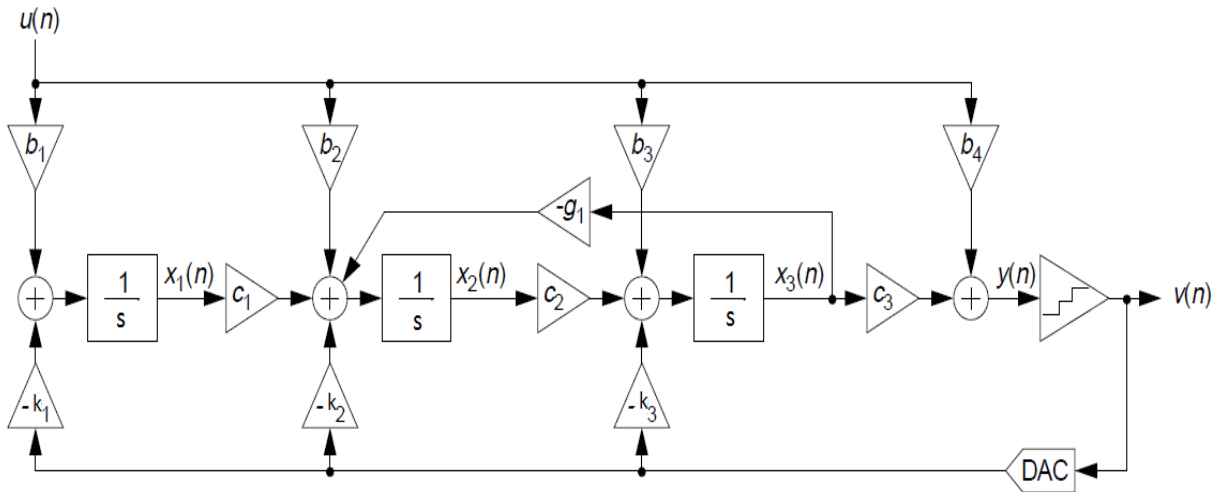 u(n)
b₁ b₂ b₃ b₄
-g₁
1/s x₁(n) c₁ 1/s x₂(n) c₂ 1/s x₃(n) c₃ y(n) v(n)
-k₁ -k₂ -k₃
DAC